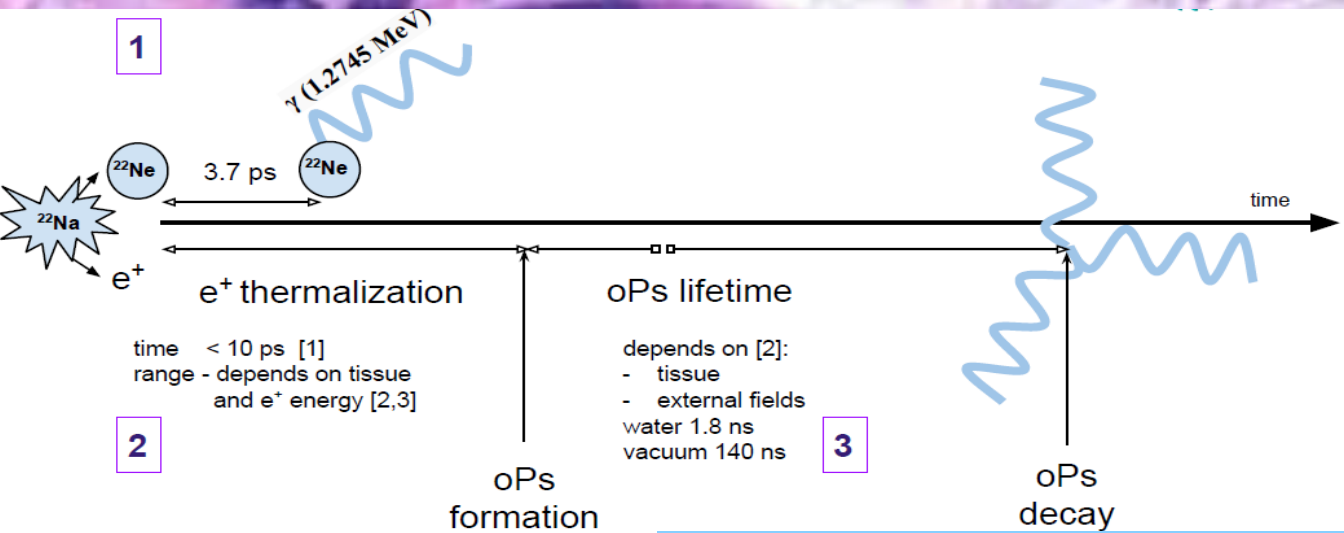 1
γ (1.2745 MeV)
²²Ne
3.7 ps
²²Ne
²²Na
time
e⁺
e⁺ thermalization
oPs lifetime
time < 10 ps [1]
range - depends on tissue
and e⁺ energy [2,3]
depends on [2]:
- tissue
- external fields
water 1.8 ns
vacuum 140 ns
2
3
oPs
formation
oPs
decay